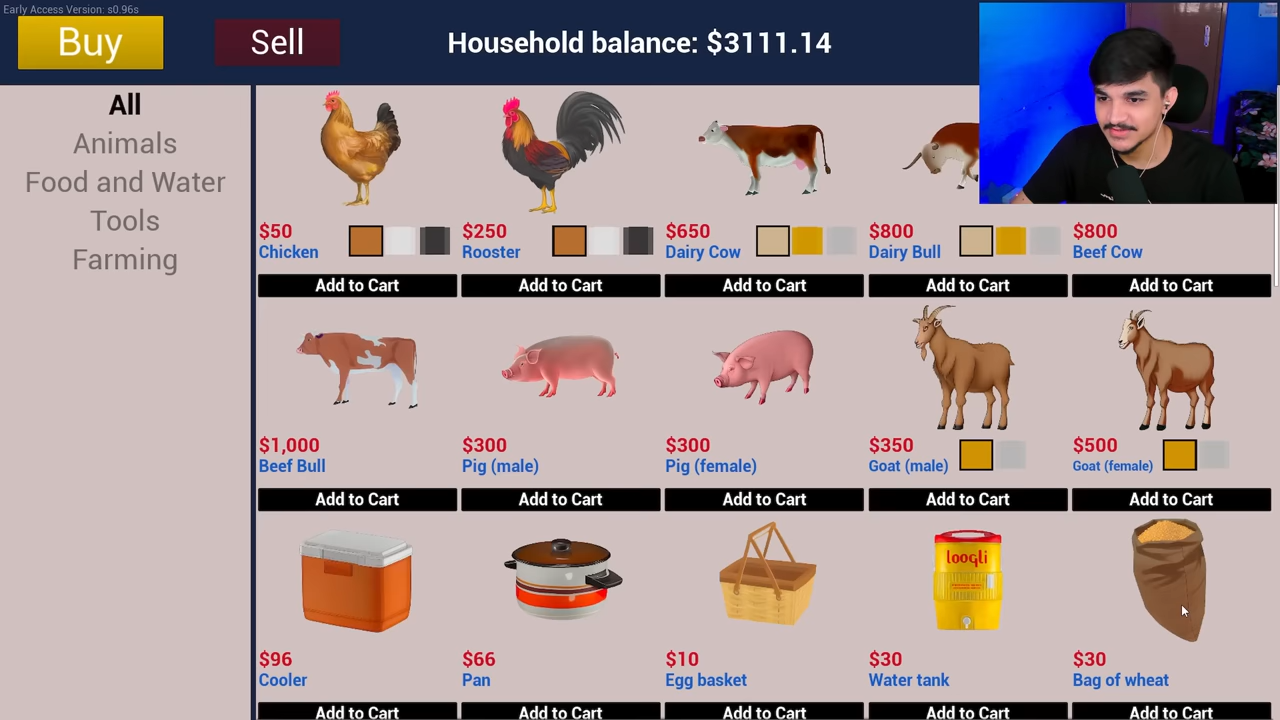 Early Access Version: s0.96s
Buy
Sell
Household balance: $3111.14
All
Animals
Food and Water
Tools
Farming
$50
Chicken
$250
Rooster
$650
Dairy Cow
$800
Dairy Bull
$800
Beef Cow
Add to Cart
Add to Cart
Add to Cart
Add to Cart
Add to Cart
$1,000
Beef Bull
$300
Pig (male)
$300
Pig (female)
$350
Goat (male)
$500
Goat (female)
Add to Cart
Add to Cart
Add to Cart
Add to Cart
Add to Cart
looqli
$96
Cooler
$66
Pan
$10
Egg basket
$30
Water tank
$30
Bag of wheat
Add to Cart
Add to Cart
Add to Cart
Add to Cart
Add to Cart